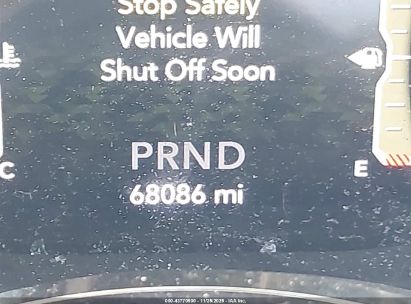 Stop Safely
Vehicle Will
Shut Off Soon
PRND
C
E
68086 mi